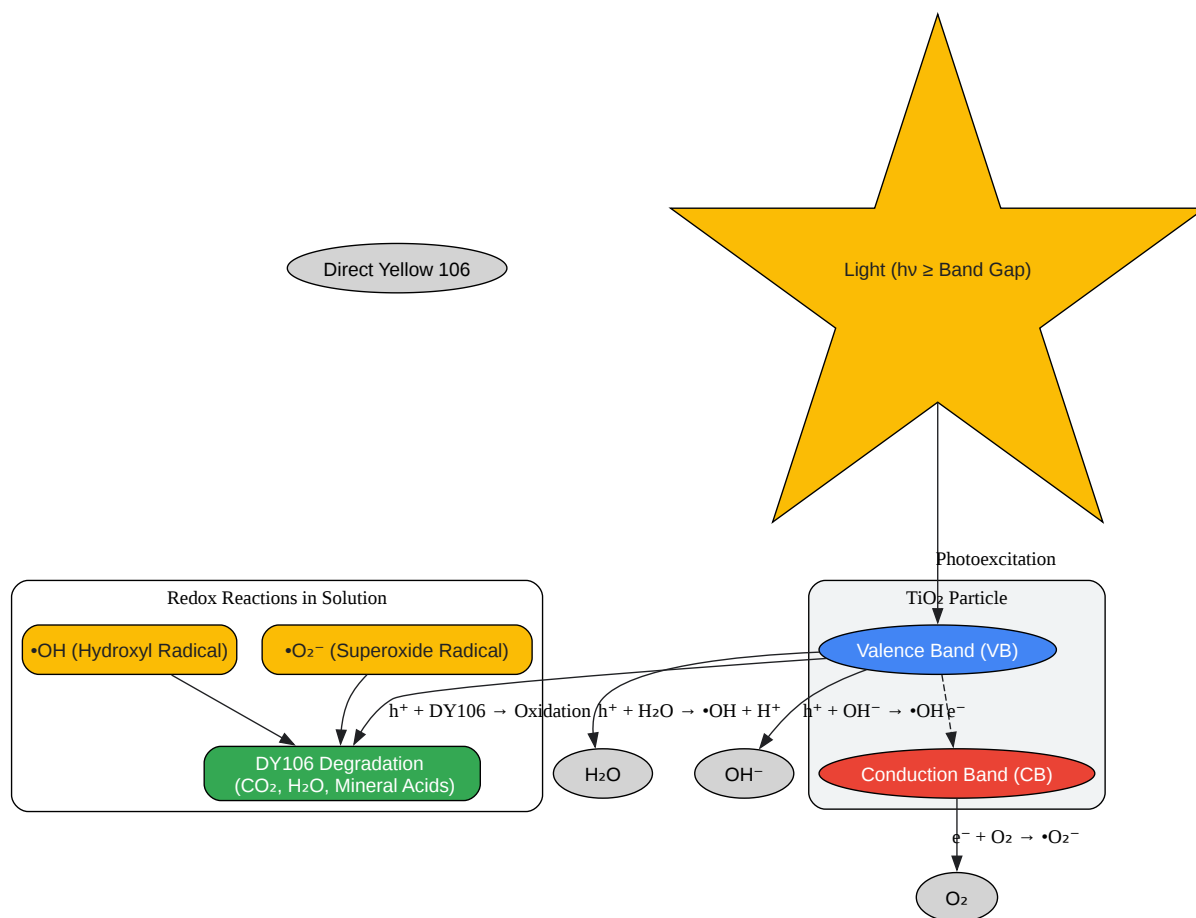 Direct Yellow 106
Light (hν ≥ Band Gap)
Photoexcitation
Redox Reactions in Solution
•OH (Hydroxyl Radical)
•O₂⁻ (Superoxide Radical)
TiO₂ Particle
Valence Band (VB)
h⁺ + DY106 → Oxidation
h⁺ + H₂O → •OH + H⁺
h⁺ + OH⁻ → •OH
e⁻
DY106 Degradation
(CO₂, H₂O, Mineral Acids)
H₂O
OH⁻
Conduction Band (CB)
e⁻ + O₂ → •O₂⁻
O₂